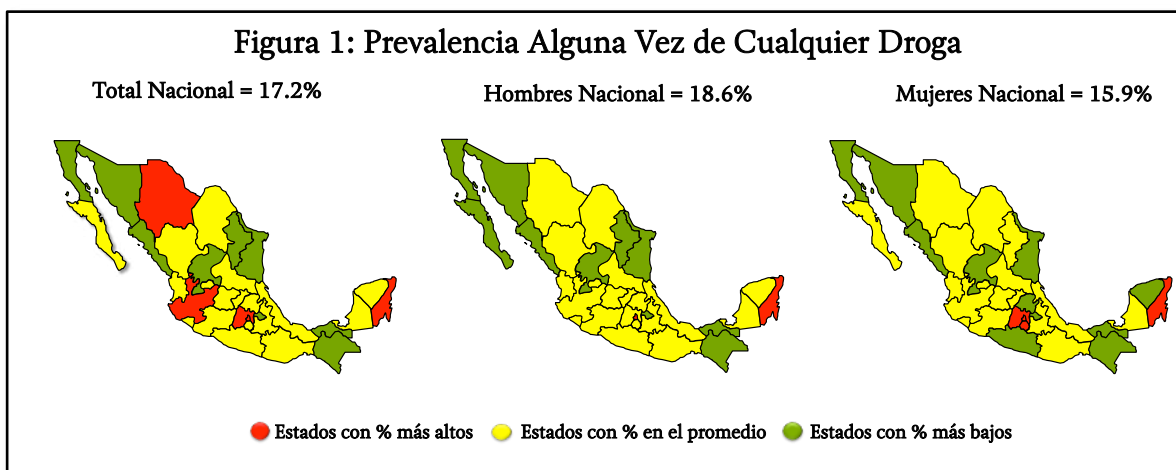 Figura 1: Prevalencia Alguna Vez de Cualquier Droga
Total Nacional = 17.2%
Hombres Nacional = 18.6%
Mujeres Nacional = 15.9%
Estados con % más altos
Estados con % en el promedio
Estados con % más bajos